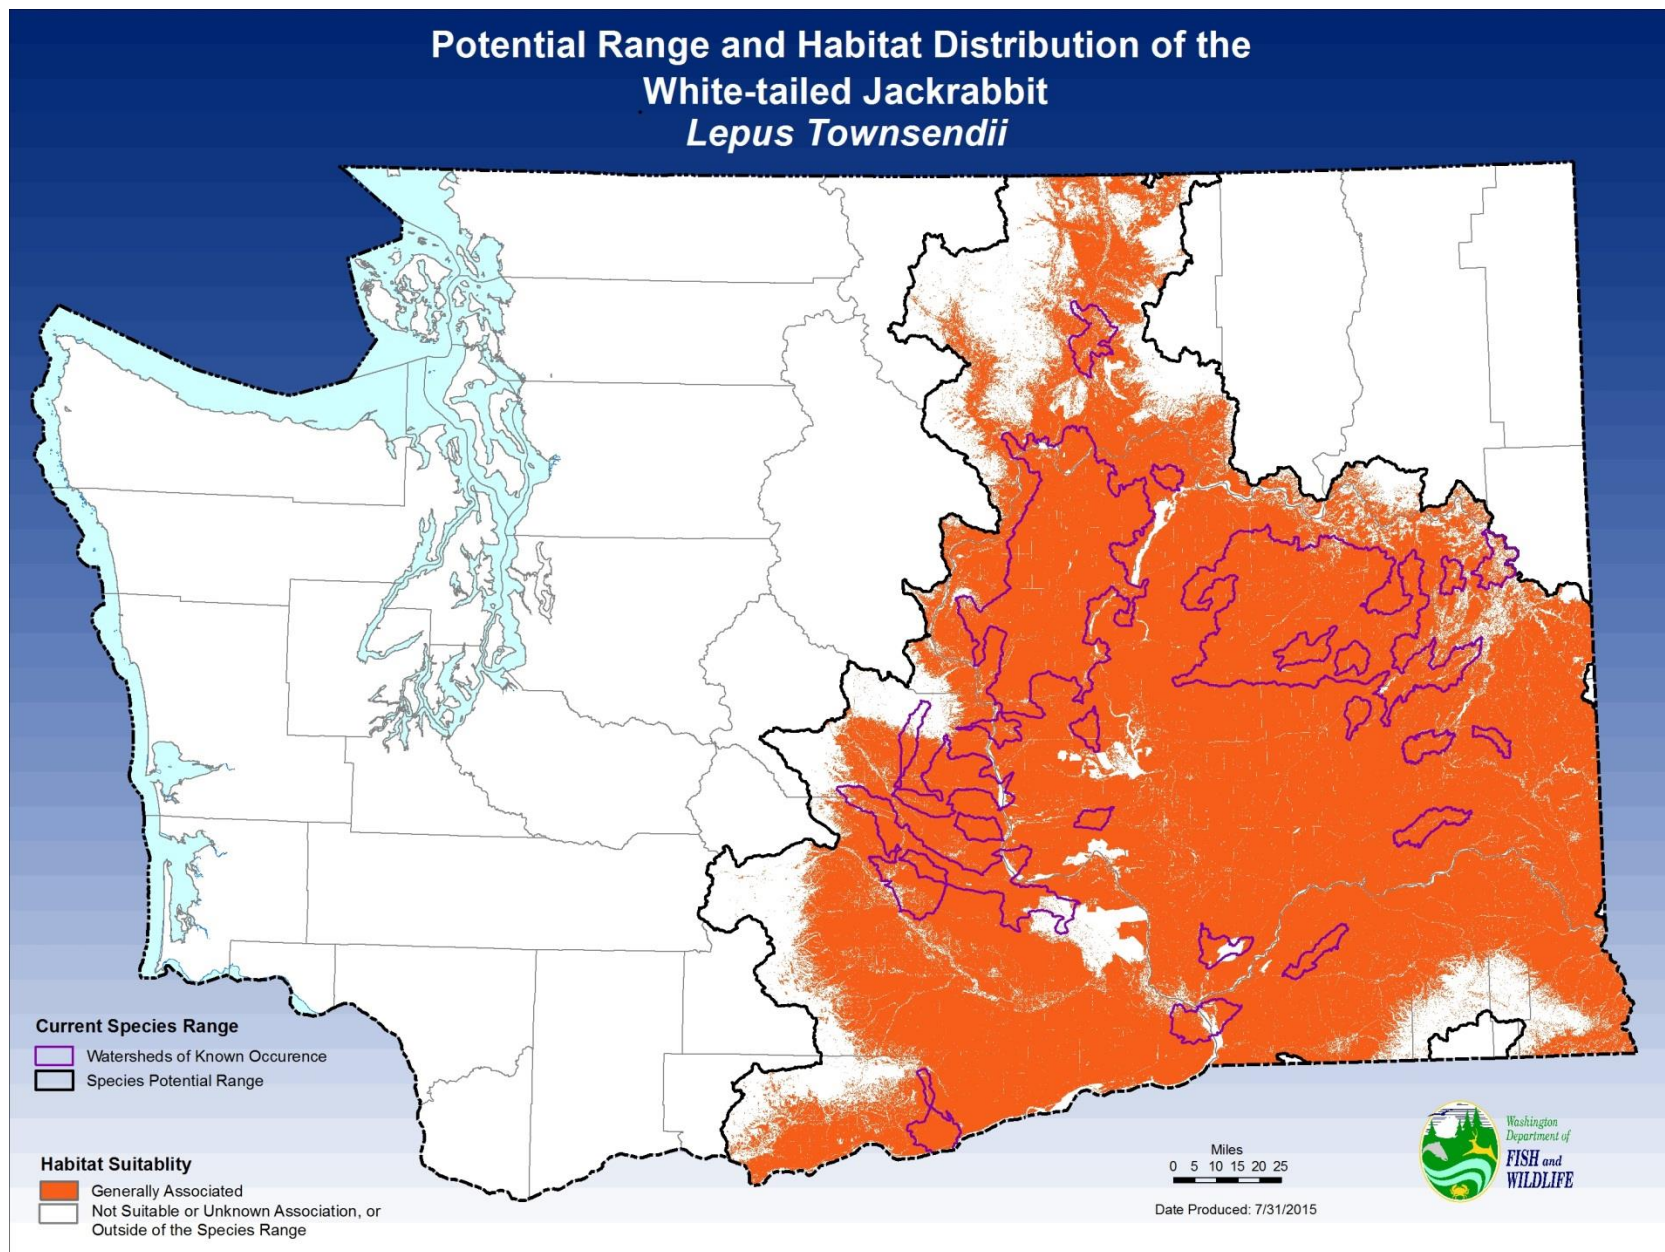 Potential Range and Habitat Distribution of the
White-tailed Jackrabbit
Lepus Townsendii
Current Species Range
Watersheds of Known Occurence
Species Potential Range
Habitat Suitablity
Generally Associated
Not Suitable or Unknown Association, or
Outside of the Species Range
Miles
0 5 10 15 20 25
Date Produced: 7/31/2015
Washington
Department of
FISH and
WILDLIFE